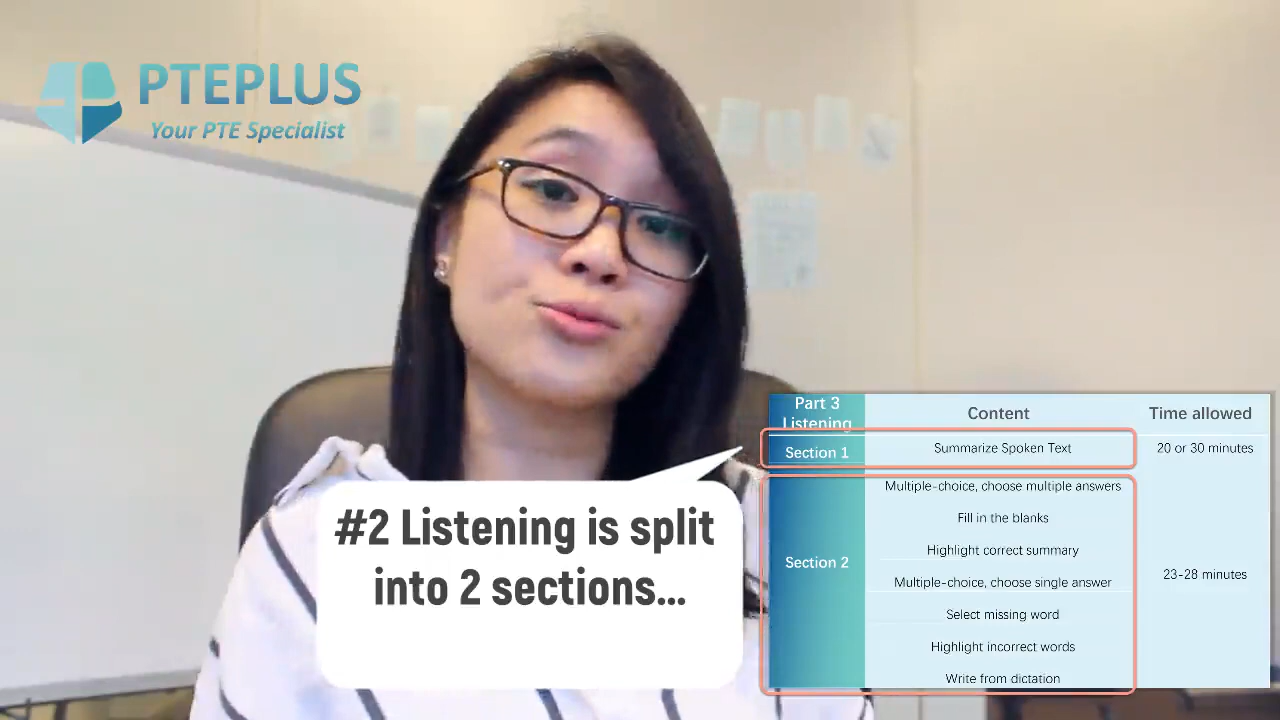 PTEPLUS
Your PTE Specialist
#2 Listening is split
into 2 sections...
Part 3
Listening
Content
Time allowed
Section 1
Summarize Spoken Text
20 or 30 minutes
Section 2
Multiple-choice, choose multiple answers
Fill in the blanks
Highlight correct summary
Multiple-choice, choose single answer
Select missing word
Highlight incorrect words
Write from dictation
23-28 minutes